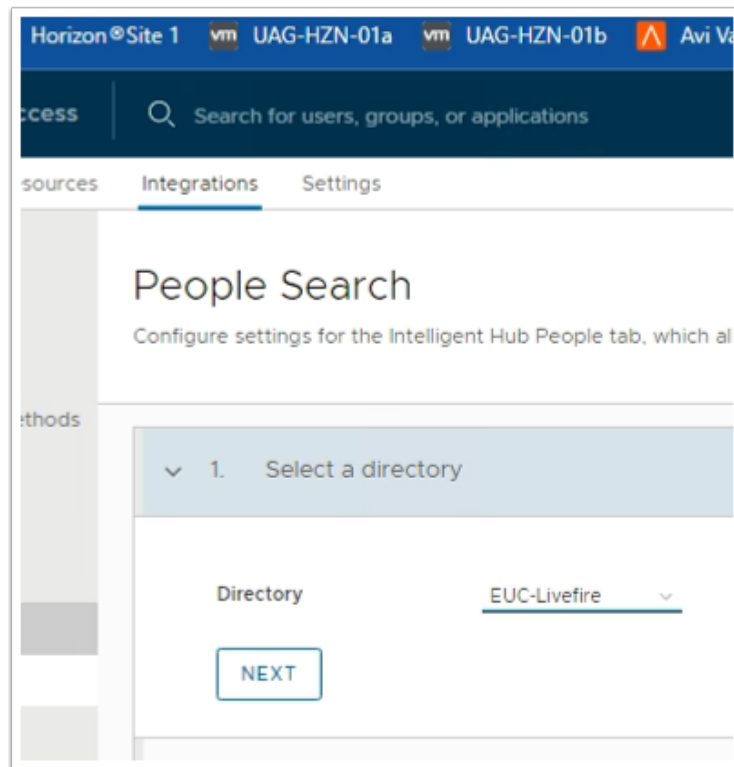 Horizon®Site 1 vm UAG-HZN-01a vm UAG-HZN-01b Avi Va
ccess Search for users, groups, or applications
sources Integrations Settings
People Search
Configure settings for the Intelligent Hub People tab, which al
ethods
1. Select a directory
Directory EUC-Livefire
NEXT